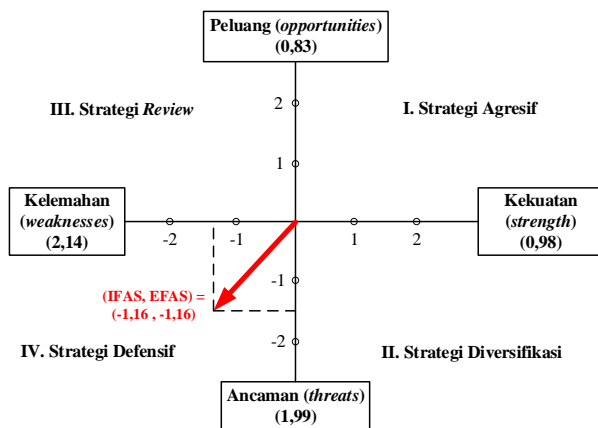 Peluang (opportunities)
(0,83)
III. Strategi Review
I. Strategi Agresif
2
1
Kelemahan
(weaknesses)
(2,14)
Kekuatan
(strength)
(0,98)
-2
-1
1
2
-1
(IFAS, EFAS) =
(-1,16 , -1,16)
-2
IV. Strategi Defensif
II. Strategi Diversifikasi
Ancaman (threats)
(1,99)